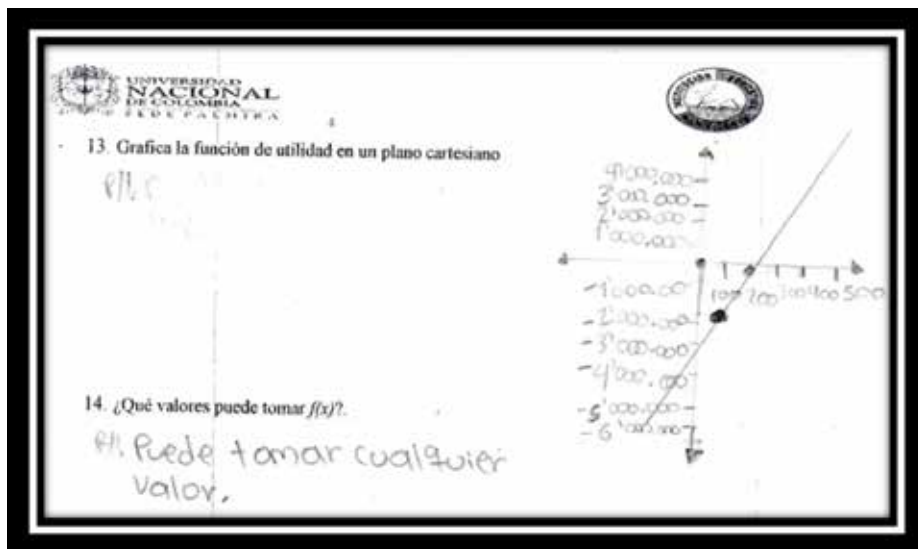 UNIVERSIDAD
NACIONAL
DE COLOMBIA
SEDE PALMIRA
13. Grafica la función de utilidad en un plano cartesiano
4'000,000
3'000.000
2'000.000
1'000,000
-1'000.00
100 200 300 400 500
-2'000.000
-3'000.000
-4'000.000
-5'000.000
-6'000.000
14. ¿Qué valores puede tomar f(x)?.
R//. Puede tomar cualquier
valor.